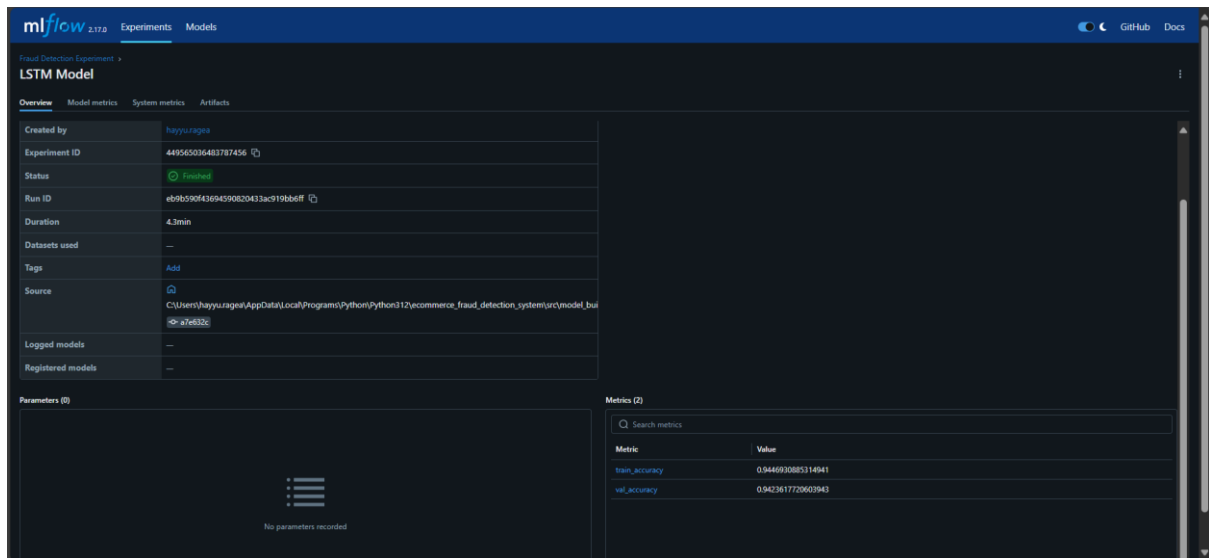 mlflow 2.17.0 Experiments Models GitHub Docs
Fraud Detection Experiment >
LSTM Model
Overview Model metrics System metrics Artifacts
Created by hayyu.ragea
Experiment ID 449565036483787456
Status Finished
Run ID eb9b590f43694590820433ac919bb6ff
Duration 4.3min
Datasets used —
Tags Add
Source
C:\Users\hayyu.ragea\AppData\Local\Programs\Python\Python312\ecommerce_fraud_detection_system\src\model_bui
a7e632c
Logged models —
Registered models —
Parameters (0) Metrics (2)
Search metrics
Metric Value
train_accuracy 0.9446930885314941
val_accuracy 0.9423617720603943
No parameters recorded